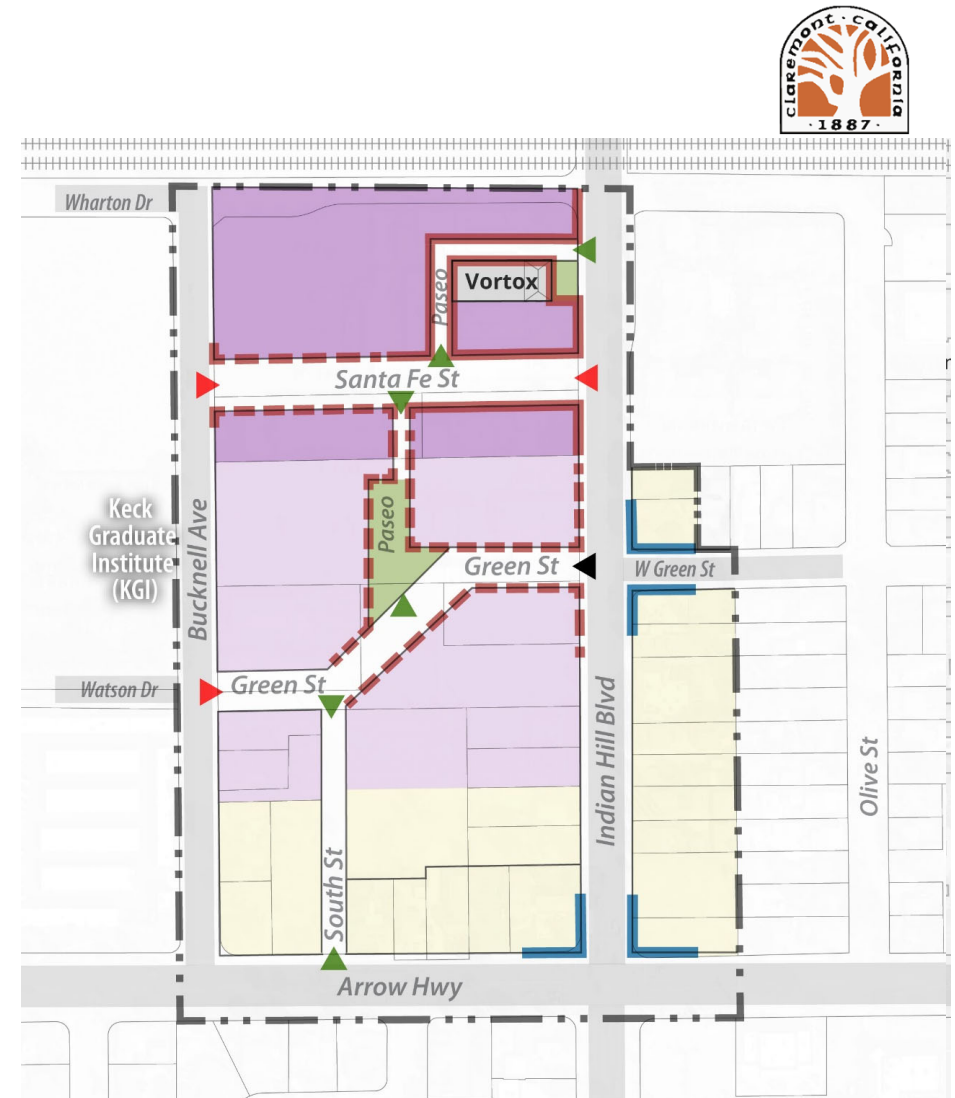 claremont · california
· 1887 ·
Wharton Dr
Vortox
Paseo
Santa Fe St
Keck
Graduate
Institute
(KGI)
Bucknell Ave
Paseo
Green St
W Green St
Watson Dr
Green St
Indian Hill Blvd
Olive St
South St
Arrow Hwy